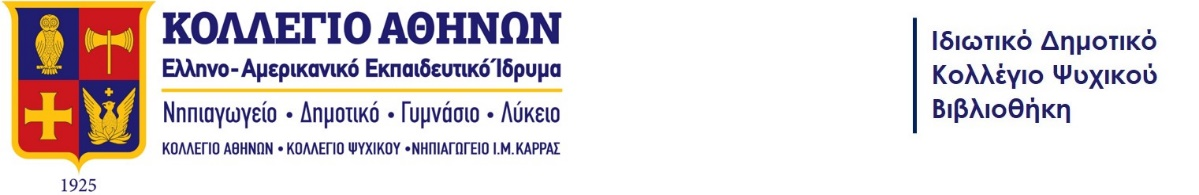 ΚΟΛΛΕΓΙΟ ΑΘΗΝΩΝ
Ελληνο-Αμερικανικό Εκπαιδευτικό Ίδρυμα
Νηπιαγωγείο • Δημοτικό • Γυμνάσιο • Λύκειο
ΚΟΛΛΕΓΙΟ ΑΘΗΝΩΝ • ΚΟΛΛΕΓΙΟ ΨΥΧΙΚΟΥ •ΝΗΠΙΑΓΩΓΕΙΟ Ι.Μ. ΚΑΡΡΑΣ
1925
Ιδιωτικό Δημοτικό
Κολλέγιο Ψυχικού
Βιβλιοθήκη